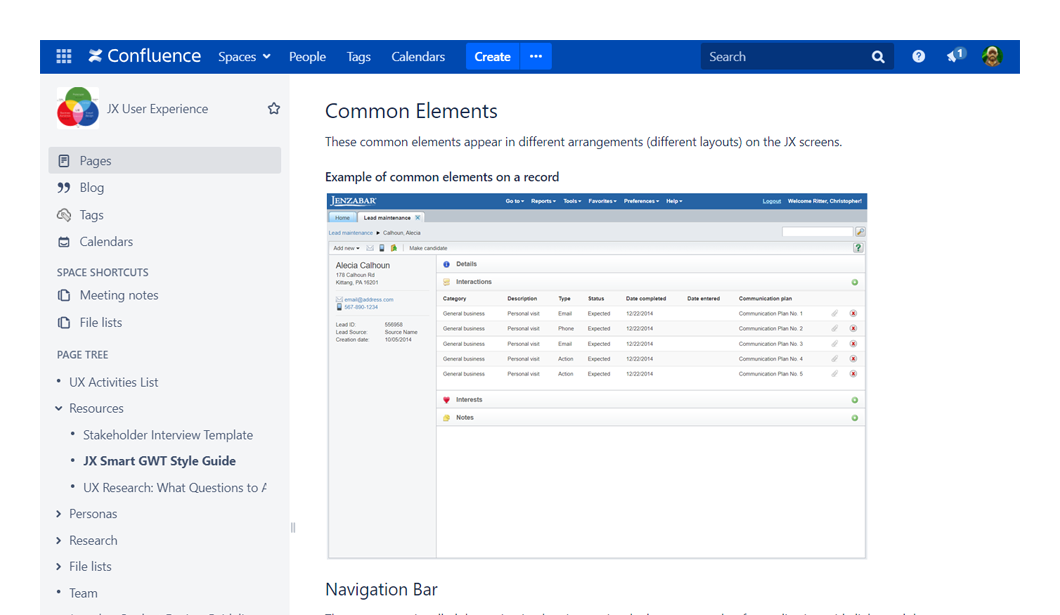 Confluence Spaces People Tags Calendars Create ··· Search 1
JX User Experience
Pages
Blog
Tags
Calendars
SPACE SHORTCUTS
Meeting notes
File lists
PAGE TREE
UX Activities List
Resources
Stakeholder Interview Template
JX Smart GWT Style Guide
UX Research: What Questions to A
Personas
Research
File lists
Team
Common Elements
These common elements appear in different arrangements (different layouts) on the JX screens.
Example of common elements on a record
JENZABAR Go to Reports Tools Favorites Preferences Help Logout Welcome Ritter, Christopher!
Home Lead maintenance
Lead maintenance ▶ Calhoun, Alecia
Add new Make candidate
Alecia Calhoun
178 Calhoun Rd
Kittang, PA 16201
email@address.com
567-890-1234
Lead ID: 556958
Lead Source: Source Name
Creation date: 10/05/2014
Details
Interactions
Category Description Type Status Date completed Date entered Communication plan
General business Personal visit Email Expected 12/22/2014 Communication Plan No. 1
General business Personal visit Phone Expected 12/22/2014 Communication Plan No. 2
General business Personal visit Email Expected 12/22/2014 Communication Plan No. 3
General business Personal visit Action Expected 12/22/2014 Communication Plan No. 4
General business Personal visit Action Expected 12/22/2014 Communication Plan No. 5
Interests
Notes
Navigation Bar